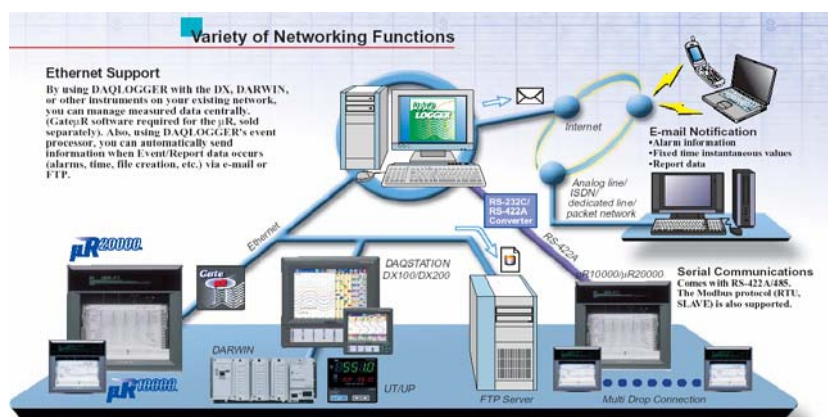 Variety of Networking Functions
Ethernet Support
By using DAQLOGGER with the DX, DARWIN,
or other instruments on your existing network,
you can manage measured data centrally.
(GateµR software required for the µR, sold
separately). Also, using DAQLOGGER's event
processor, you can automatically send
information when Event/Report data occurs
(alarms, time, file creation, etc.) via e-mail or
FTP.
LOGGER
Internet
E-mail Notification
•Alarm information
•Fixed time instantaneous values
•Report data
Analog line/
ISDN/
dedicated line/
packet network
RS-232C/
RS-422A
Converter
RS-422A
Ethernet
µR20000
Gate
DAQSTATION
DX100/DX200
µR10000/µR20000
Serial Communications
Comes with RS-422A/485.
The Modbus protocol (RTU,
SLAVE) is also supported.
DARWIN
µR10000
UT/UP
FTP Server
Multi Drop Connection